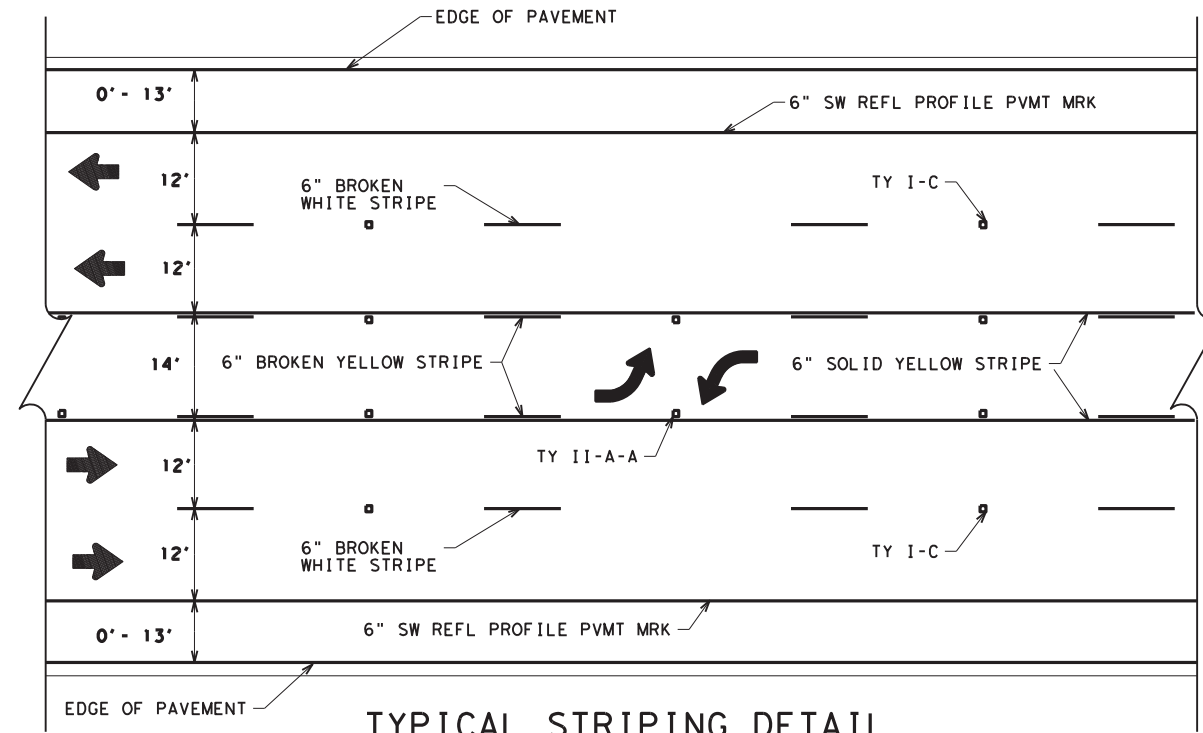 EDGE OF PAVEMENT
0' - 13'
6" SW REFL PROFILE PVMT MRK
12'
6" BROKEN
WHITE STRIPE
TY I-C
12'
14'
6" BROKEN YELLOW STRIPE
6" SOLID YELLOW STRIPE
12'
TY II-A-A
12'
6" BROKEN
WHITE STRIPE
TY I-C
0' - 13'
6" SW REFL PROFILE PVMT MRK
EDGE OF PAVEMENT
TYPICAL STRIPING DETAIL